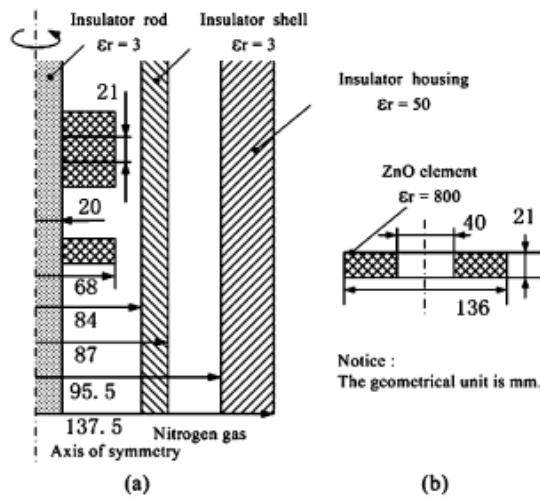 Insulator rod
εr = 3
Insulator shell
εr = 3
21
Insulator housing
εr = 50
20
68
84
87
95.5
137.5
Nitrogen gas
Axis of symmetry
(a)
ZnO element
εr = 800
40
21
136
Notice :
The geometrical unit is mm.
(b)